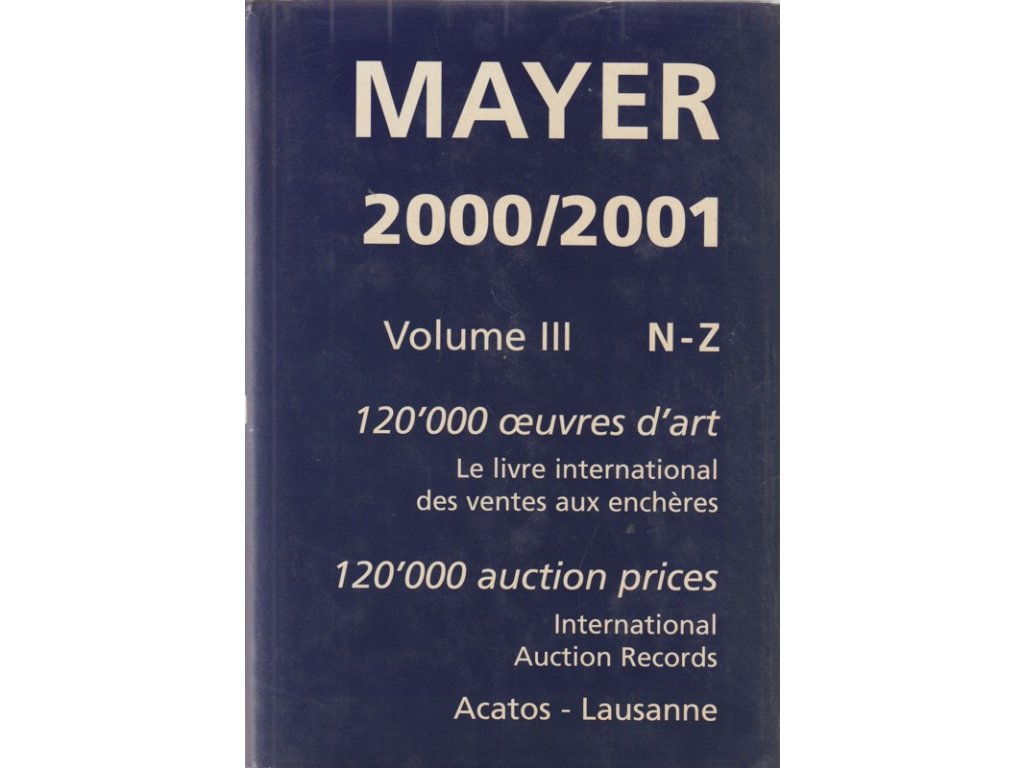 MAYER
2000/2001
Volume III N-Z
120’000 œuvres d’art
Le livre international
des ventes aux enchères
120’000 auction prices
International
Auction Records
Acatos - Lausanne